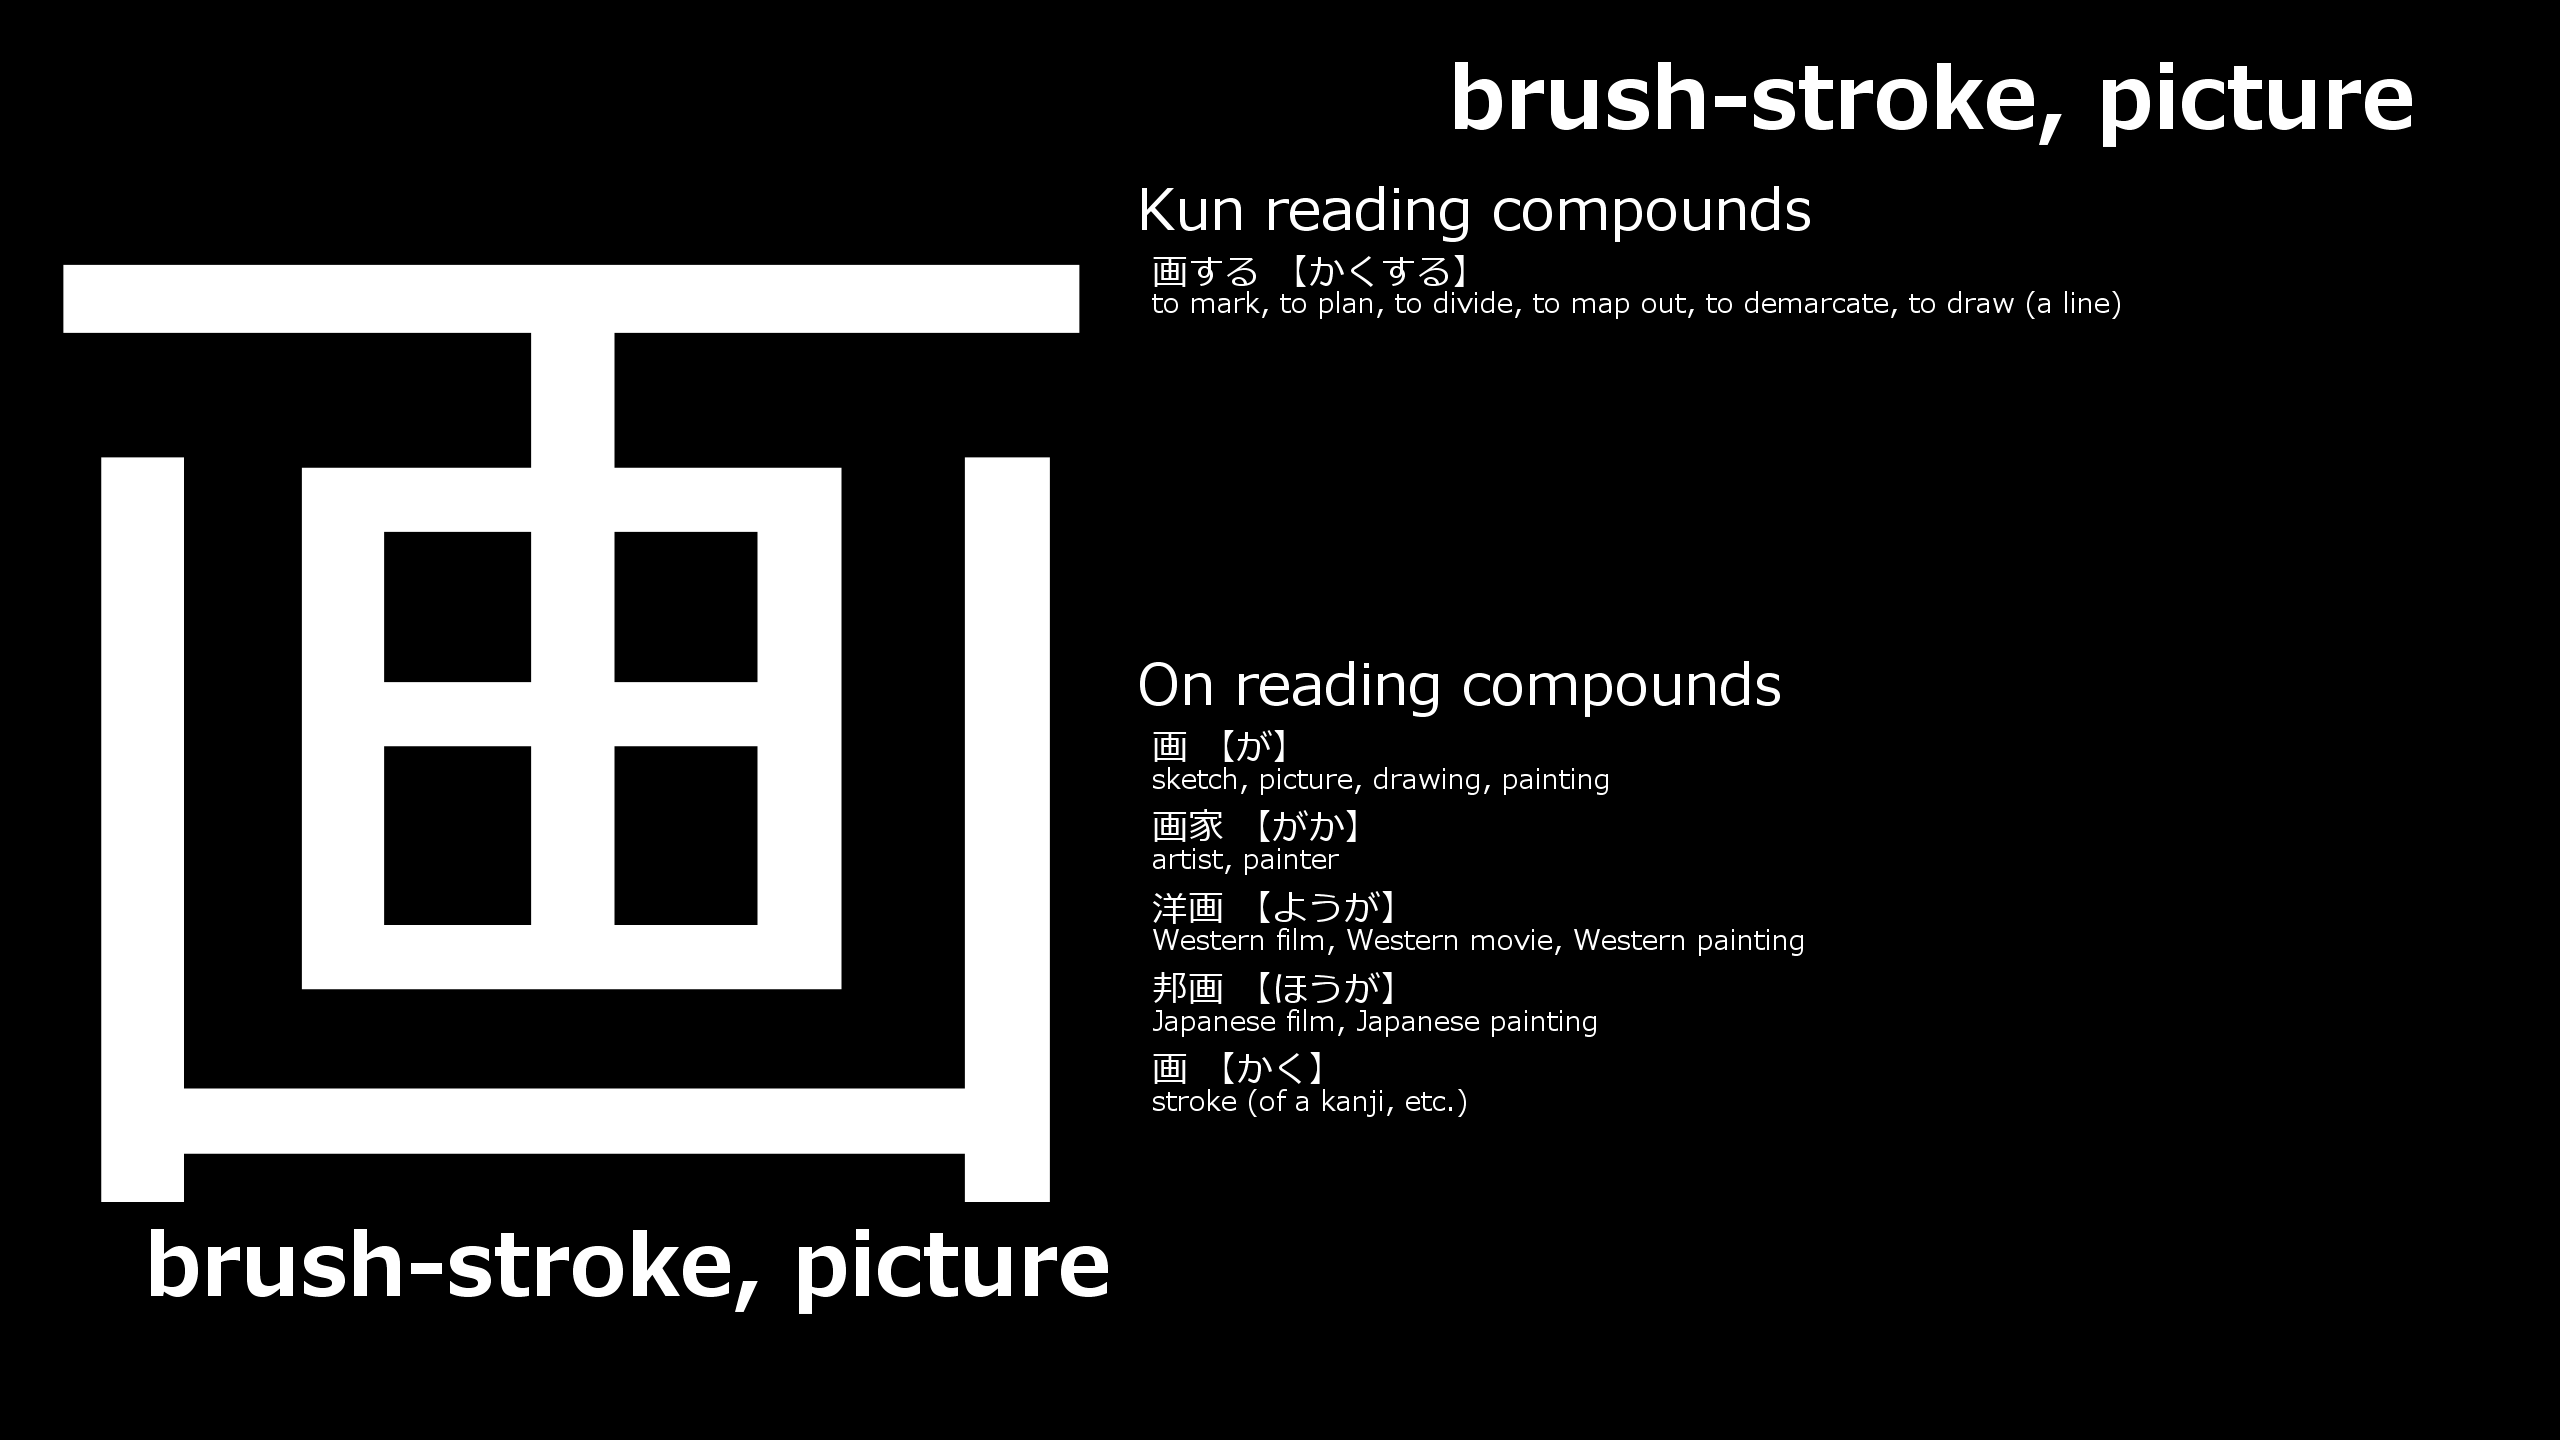 brush-stroke, picture
画
brush-stroke, picture
Kun reading compounds
画する 【かくする】
to mark, to plan, to divide, to map out, to demarcate, to draw (a line)
On reading compounds
画 【が】
sketch, picture, drawing, painting
画家 【がか】
artist, painter
洋画 【ようが】
Western film, Western movie, Western painting
邦画 【ほうが】
Japanese film, Japanese painting
画 【かく】
stroke (of a kanji, etc.)